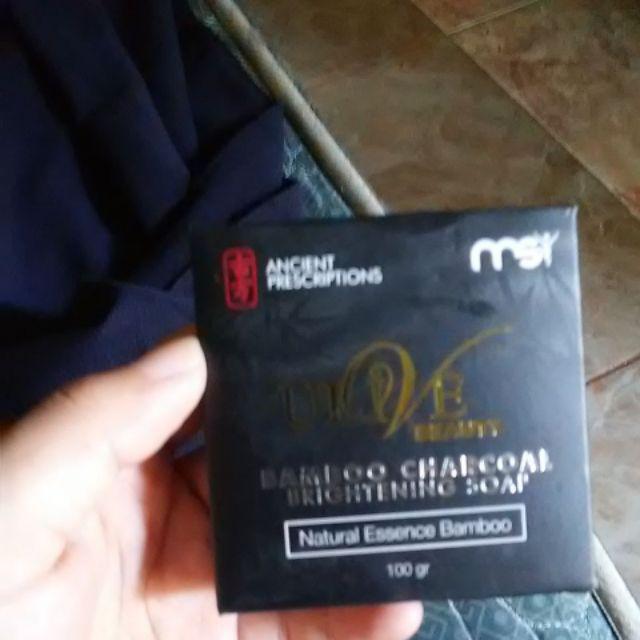 ANCIENT
PRESCRIPTIONS
msi
BEAUTY
BAMBOO CHARCOAL
BRIGHTENING SOAP
Natural Essence Bamboo
100 gr